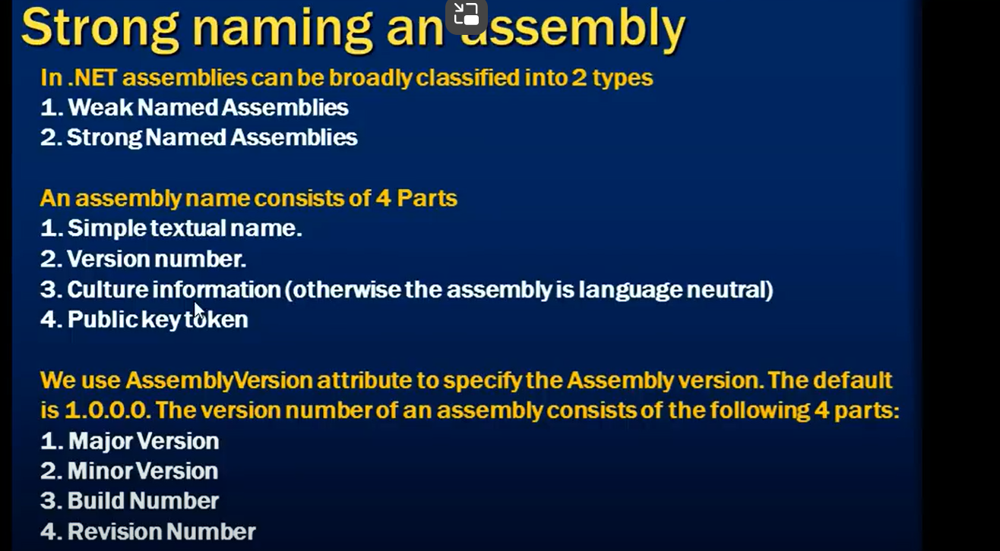 Strong naming an assembly
In .NET assemblies can be broadly classified into 2 types
1. Weak Named Assemblies
2. Strong Named Assemblies
An assembly name consists of 4 Parts
1. Simple textual name.
2. Version number.
3. Culture information (otherwise the assembly is language neutral)
4. Public key token
We use AssemblyVersion attribute to specify the Assembly version. The default
is 1.0.0.0. The version number of an assembly consists of the following 4 parts:
1. Major Version
2. Minor Version
3. Build Number
4. Revision Number